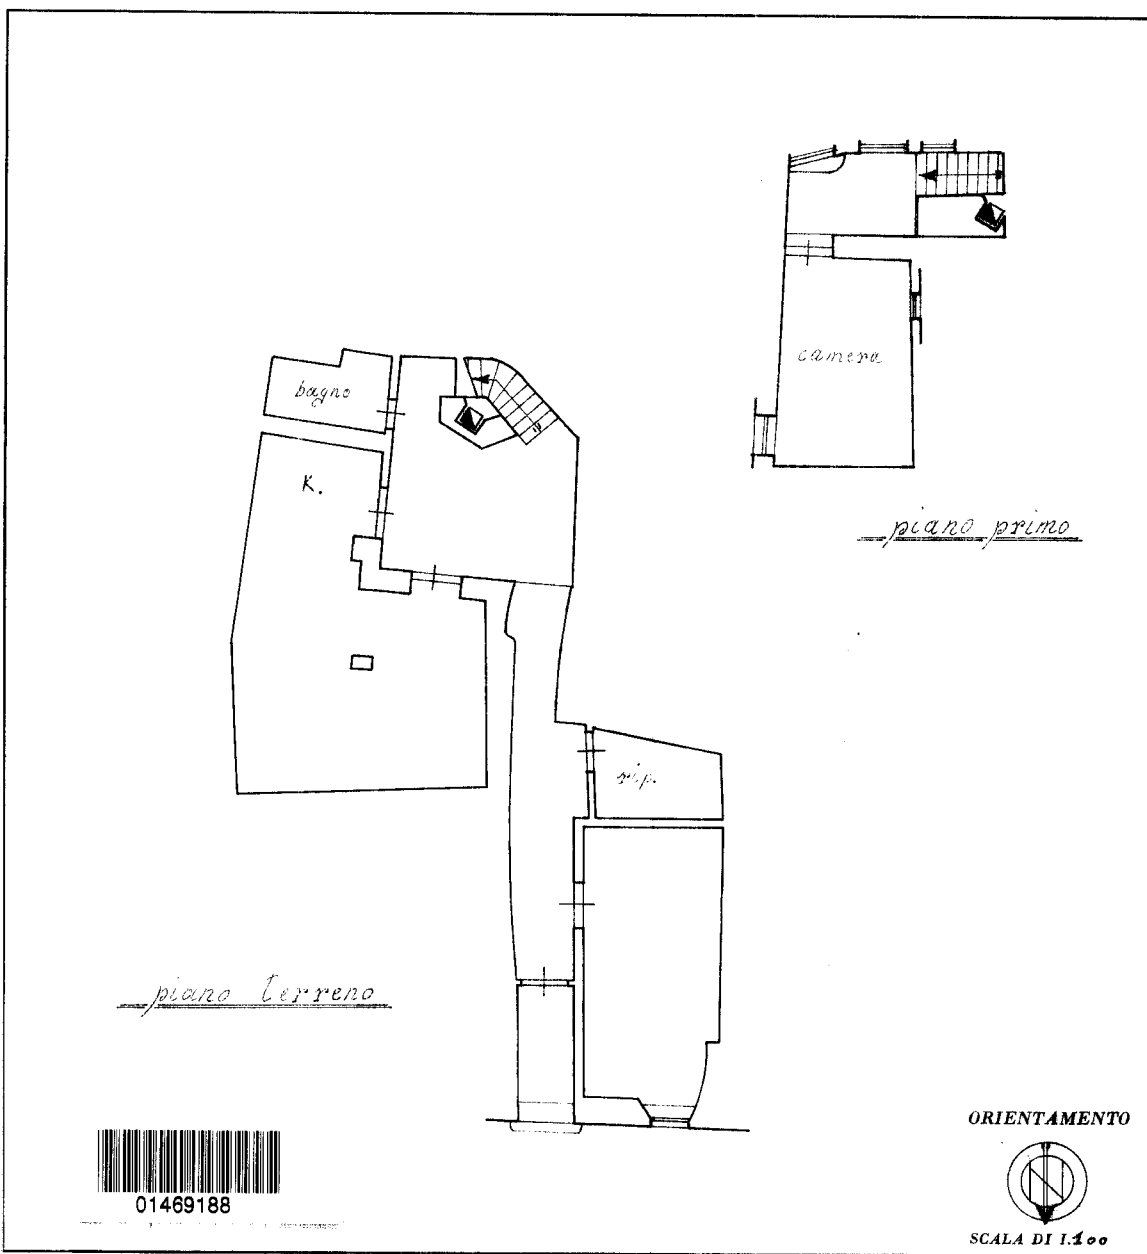 camera
piano primo
bagno
K.
rip.
piano terreno
01469188
ORIENTAMENTO
N
SCALA DI 1.100